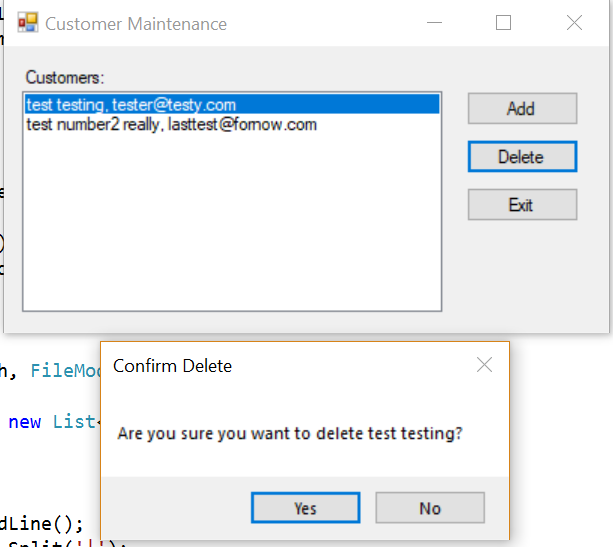 Customer Maintenance
Customers:
test testing, tester@testy.com
test number2 really, lasttest@fornow.com
Add
Delete
Exit
h, FileMod
Confirm Delete
new List<
Are you sure you want to delete test testing?
Yes
No
dLine();
Split('|');